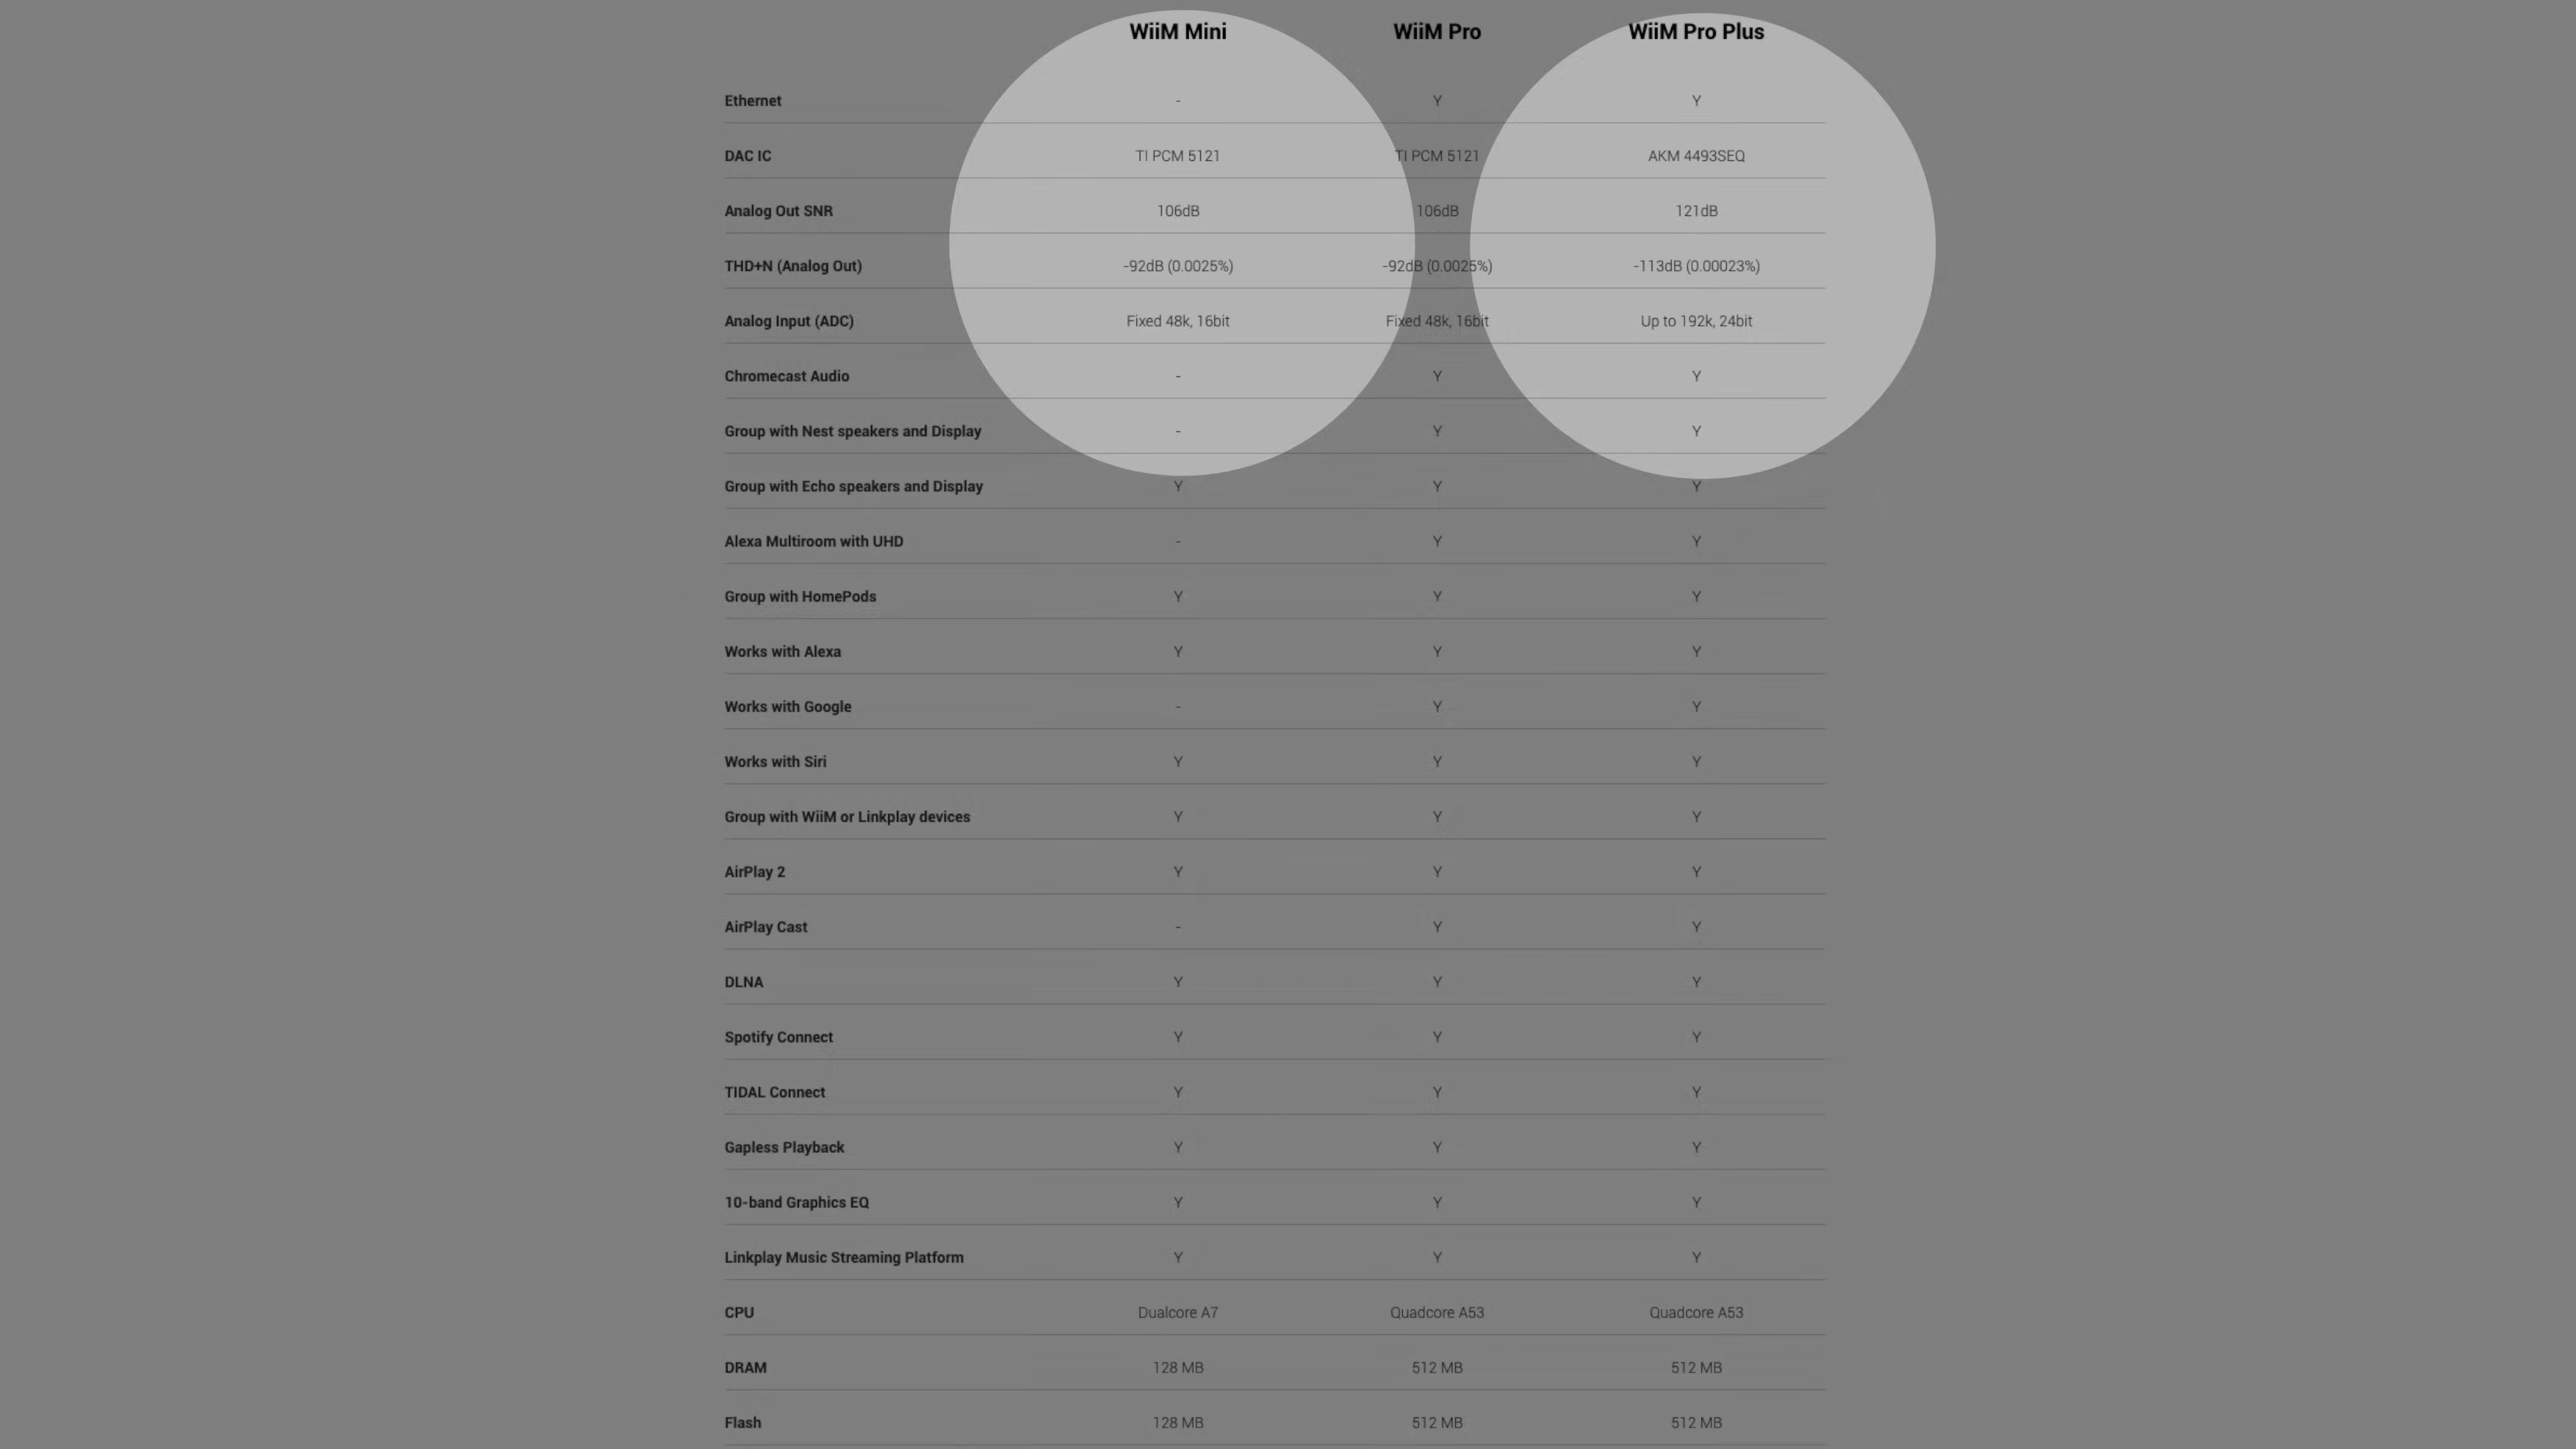 WiiM Mini WiiM Pro WiiM Pro Plus
Ethernet - Y Y
DAC IC TI PCM 5121 TI PCM 5121 AKM 4493SEQ
Analog Out SNR 106dB 106dB 121dB
THD+N (Analog Out) -92dB (0.0025%) -92dB (0.0025%) -113dB (0.00023%)
Analog Input (ADC) Fixed 48k, 16bit Fixed 48k, 16bit Up to 192k, 24bit
Chromecast Audio - Y Y
Group with Nest speakers and Display - Y Y
Group with Echo speakers and Display Y Y Y
Alexa Multiroom with UHD - Y Y
Group with HomePods Y Y Y
Works with Alexa Y Y Y
Works with Google - Y Y
Works with Siri Y Y Y
Group with WiiM or Linkplay devices Y Y Y
AirPlay 2 Y Y Y
AirPlay Cast - Y Y
DLNA Y Y Y
Spotify Connect Y Y Y
TIDAL Connect Y Y Y
Gapless Playback Y Y Y
10-band Graphics EQ Y Y Y
Linkplay Music Streaming Platform Y Y Y
CPU Dualcore A7 Quadcore A53 Quadcore A53
DRAM 128 MB 512 MB 512 MB
Flash 128 MB 512 MB 512 MB